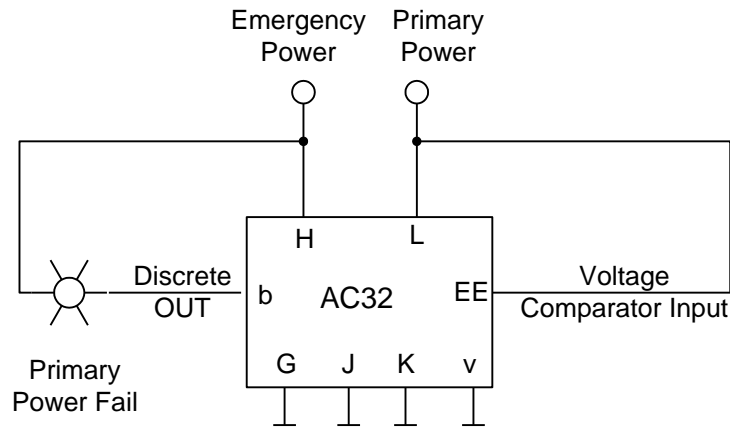 Emergency Power
Primary Power
H
L
Discrete OUT
b
AC32
EE
Voltage Comparator Input
G
J
K
v
Primary Power Fail